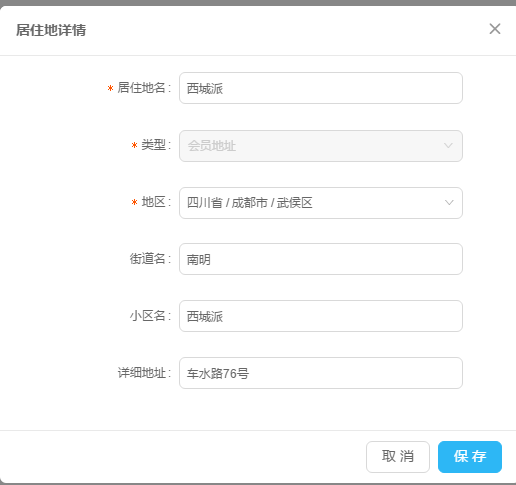 居住地详情
* 居住地名: 西城派
* 类型: 会员地址
* 地区: 四川省 / 成都市 / 武侯区
街道名: 南明
小区名: 西城派
详细地址: 车水路76号
取 消 保 存